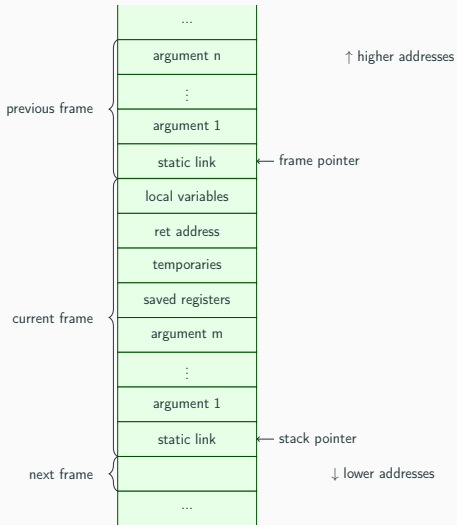 ...
argument n
↑ higher addresses
previous frame
⋮
argument 1
static link
← frame pointer
local variables
ret address
temporaries
saved registers
current frame
argument m
⋮
argument 1
static link
← stack pointer
next frame
↓ lower addresses
...